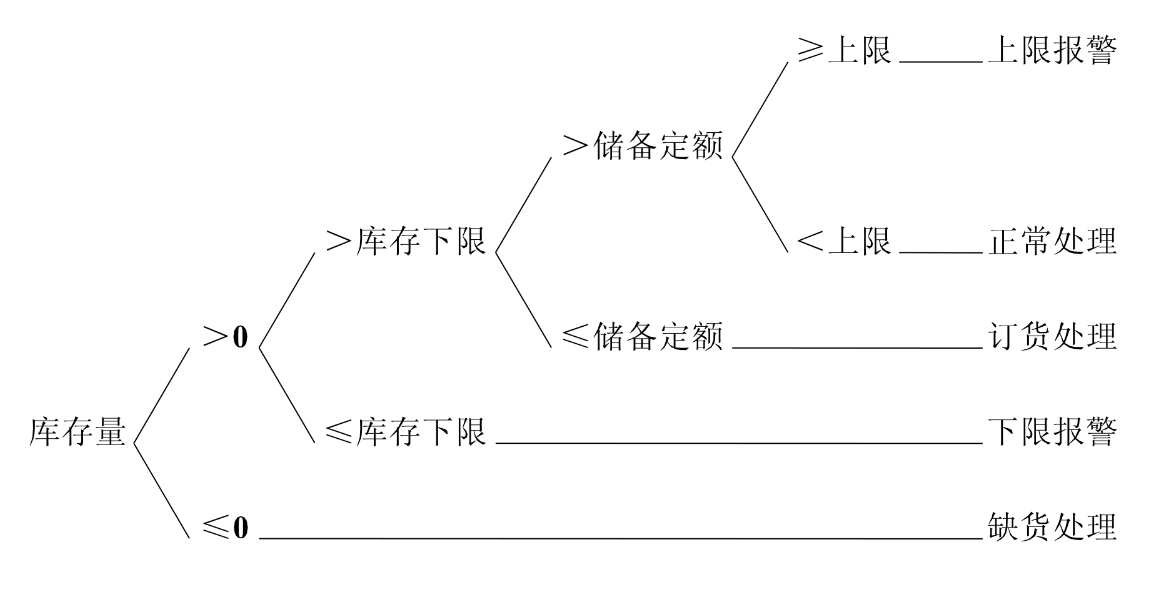 ≥上限 上限报警
>储备定额
>库存下限 <上限 正常处理
>0 ≤储备定额 订货处理
库存量 ≤库存下限 下限报警
≤0 缺货处理